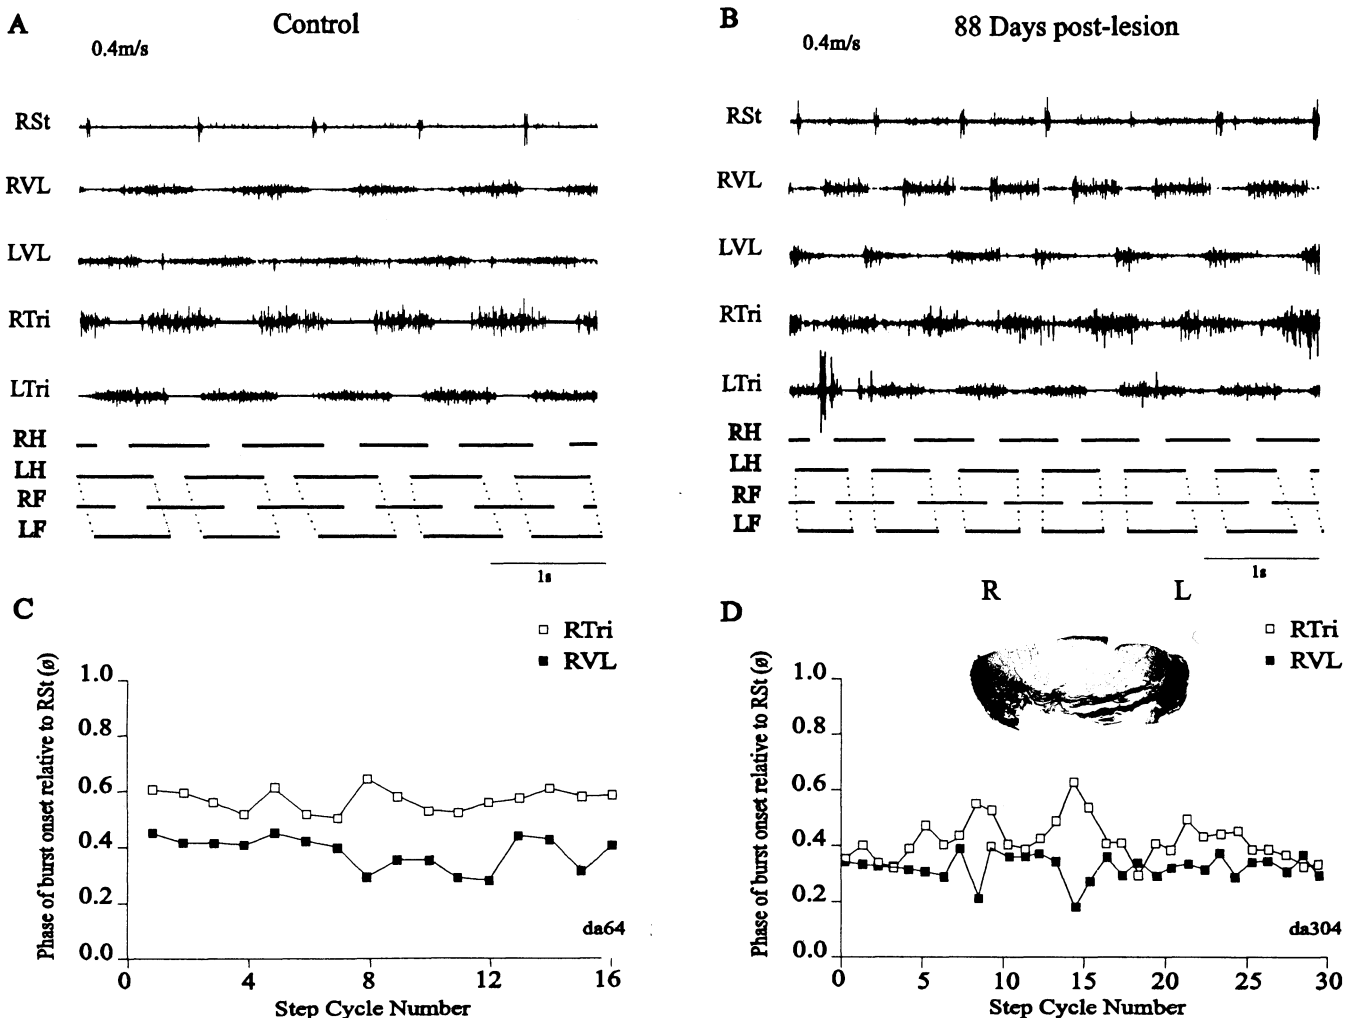 A
Control
0.4m/s
RSt
RVL
LVL
RTri
LTri
RH
LH
RF
LF
1s
B
88 Days post-lesion
0.4m/s
RSt
RVL
LVL
RTri
LTri
RH
LH
RF
LF
1s
C
RTri
RVL
Phase of burst onset relative to RSt (ø)
1.0
0.8
0.6
0.4
0.2
0.0
da64
0 4 8 12 16
Step Cycle Number
D
R L
RTri
RVL
Phase of burst onset relative to RSt (ø)
1.0
0.8
0.6
0.4
0.2
0.0
da304
0 5 10 15 20 25 30
Step Cycle Number